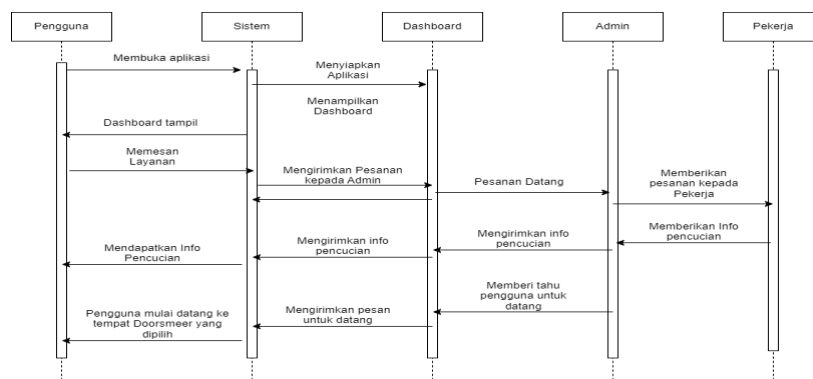 Pengguna
Sistem
Dashboard
Admin
Pekerja
Membuka aplikasi
Menyiapkan
Aplikasi
Menampilkan
Dashboard
Dashboard tampil
Memesan
Layanan
Mengirimkan Pesanan
kepada Admin
Pesanan Datang
Memberikan
pesanan kepada
Pekerja
Memberikan Info
pencucian
Mengirimkan info
pencucian
Mengirimkan info
pencucian
Mendapatkan Info
Pencucian
Memberi tahu
pengguna untuk
datang
Mengirimkan pesan
untuk datang
Pengguna mulai datang ke
tempat Doorsmeer yang
dipilih